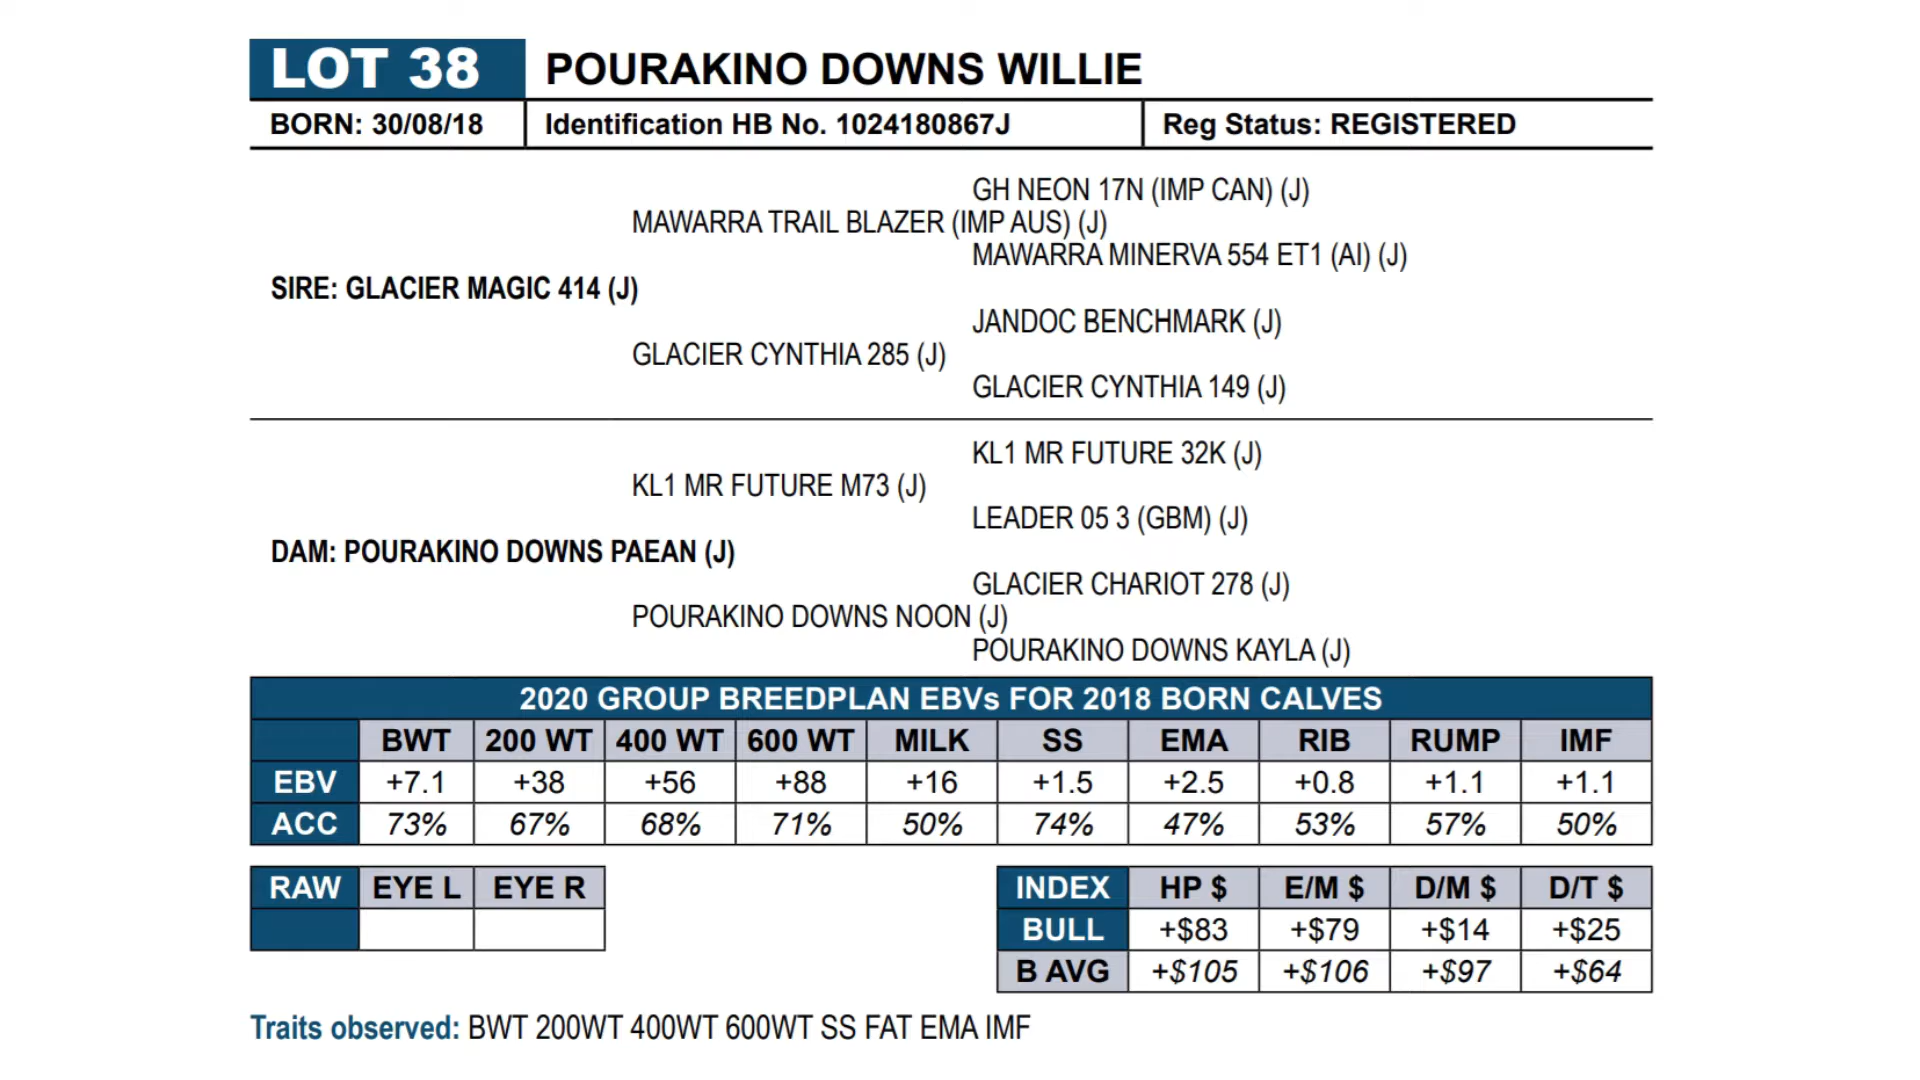 LOT 38 POURAKINO DOWNS WILLIE
BORN: 30/08/18 Identification HB No. 1024180867J Reg Status: REGISTERED
GH NEON 17N (IMP CAN) (J)
MAWARRA TRAIL BLAZER (IMP AUS) (J)
MAWARRA MINERVA 554 ET1 (AI) (J)
SIRE: GLACIER MAGIC 414 (J)
JANDOC BENCHMARK (J)
GLACIER CYNTHIA 285 (J)
GLACIER CYNTHIA 149 (J)
KL1 MR FUTURE 32K (J)
KL1 MR FUTURE M73 (J)
LEADER 05 3 (GBM) (J)
DAM: POURAKINO DOWNS PAEAN (J)
GLACIER CHARIOT 278 (J)
POURAKINO DOWNS NOON (J)
POURAKINO DOWNS KAYLA (J)
2020 GROUP BREEDPLAN EBVs FOR 2018 BORN CALVES
BWT 200 WT 400 WT 600 WT MILK SS EMA RIB RUMP IMF
EBV +7.1 +38 +56 +88 +16 +1.5 +2.5 +0.8 +1.1 +1.1
ACC 73% 67% 68% 71% 50% 74% 47% 53% 57% 50%
RAW EYE L EYE R
INDEX HP $ E/M $ D/M $ D/T $
BULL +$83 +$79 +$14 +$25
B AVG +$105 +$106 +$97 +$64
Traits observed: BWT 200WT 400WT 600WT SS FAT EMA IMF